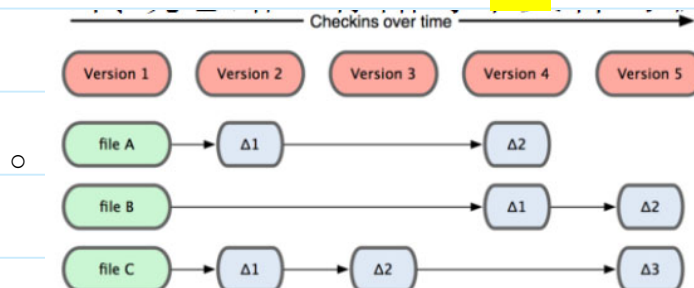 Checkins over time
Version 1 Version 2 Version 3 Version 4 Version 5
file A Δ1 Δ2
file B Δ1 Δ2
file C Δ1 Δ2 Δ3